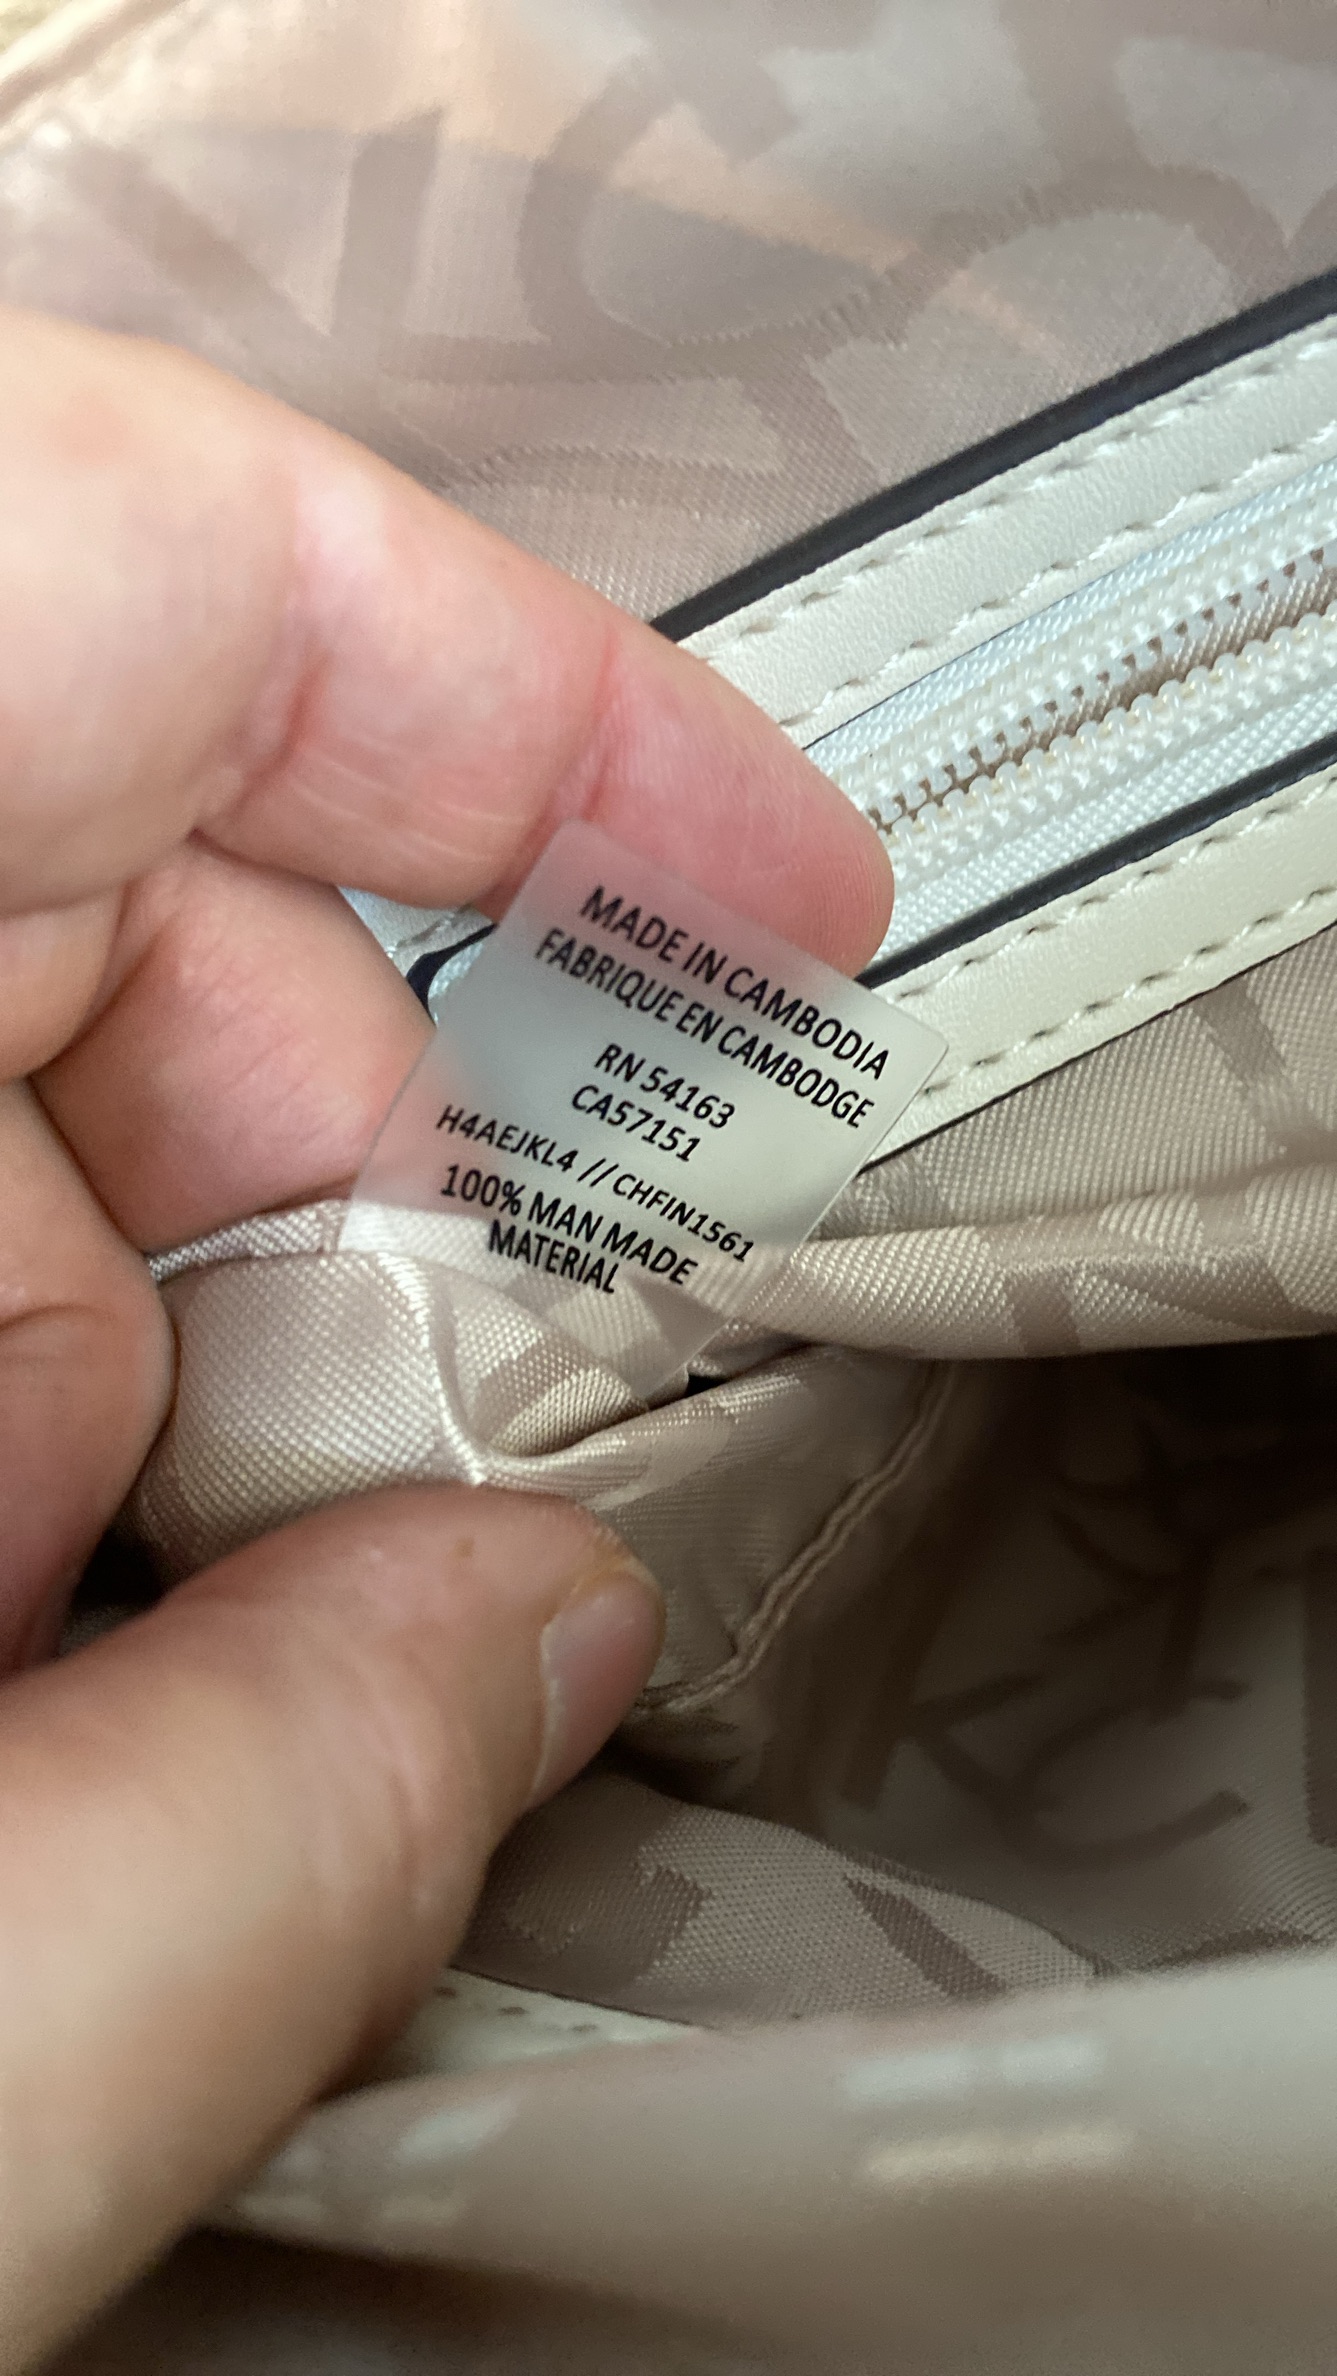 MADE IN CAMBODIA
FABRIQUE EN CAMBODGE
RN 54163
CA57151
H4AEJKL4 // CHFIN1561
100% MAN MADE
MATERIAL